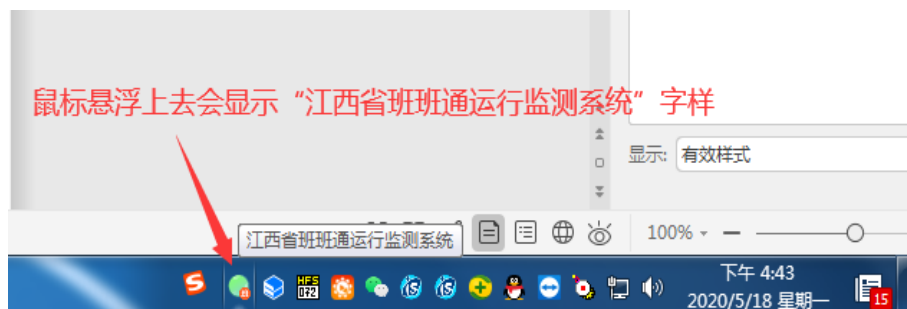 鼠标悬浮上去会显示“江西省班班通运行监测系统”字样
显示: 有效样式
江西省班班通运行监测系统
100%
HFS
072
下午 4:43
2020/5/18 星期一
15